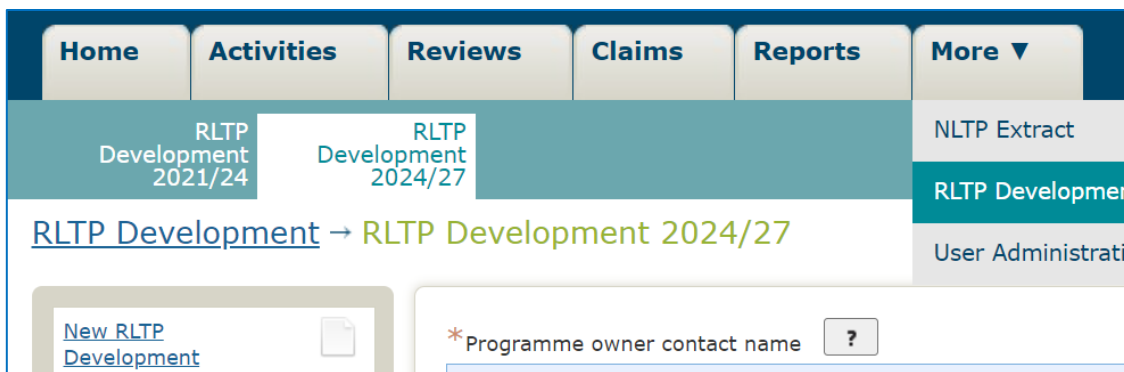 Home Activities Reviews Claims Reports More ▼
RLTP
Development
2021/24
RLTP
Development
2024/27
NLTP Extract
RLTP Developmen
User Administrati
RLTP Development → RLTP Development 2024/27
New RLTP
Development
*Programme owner contact name ?